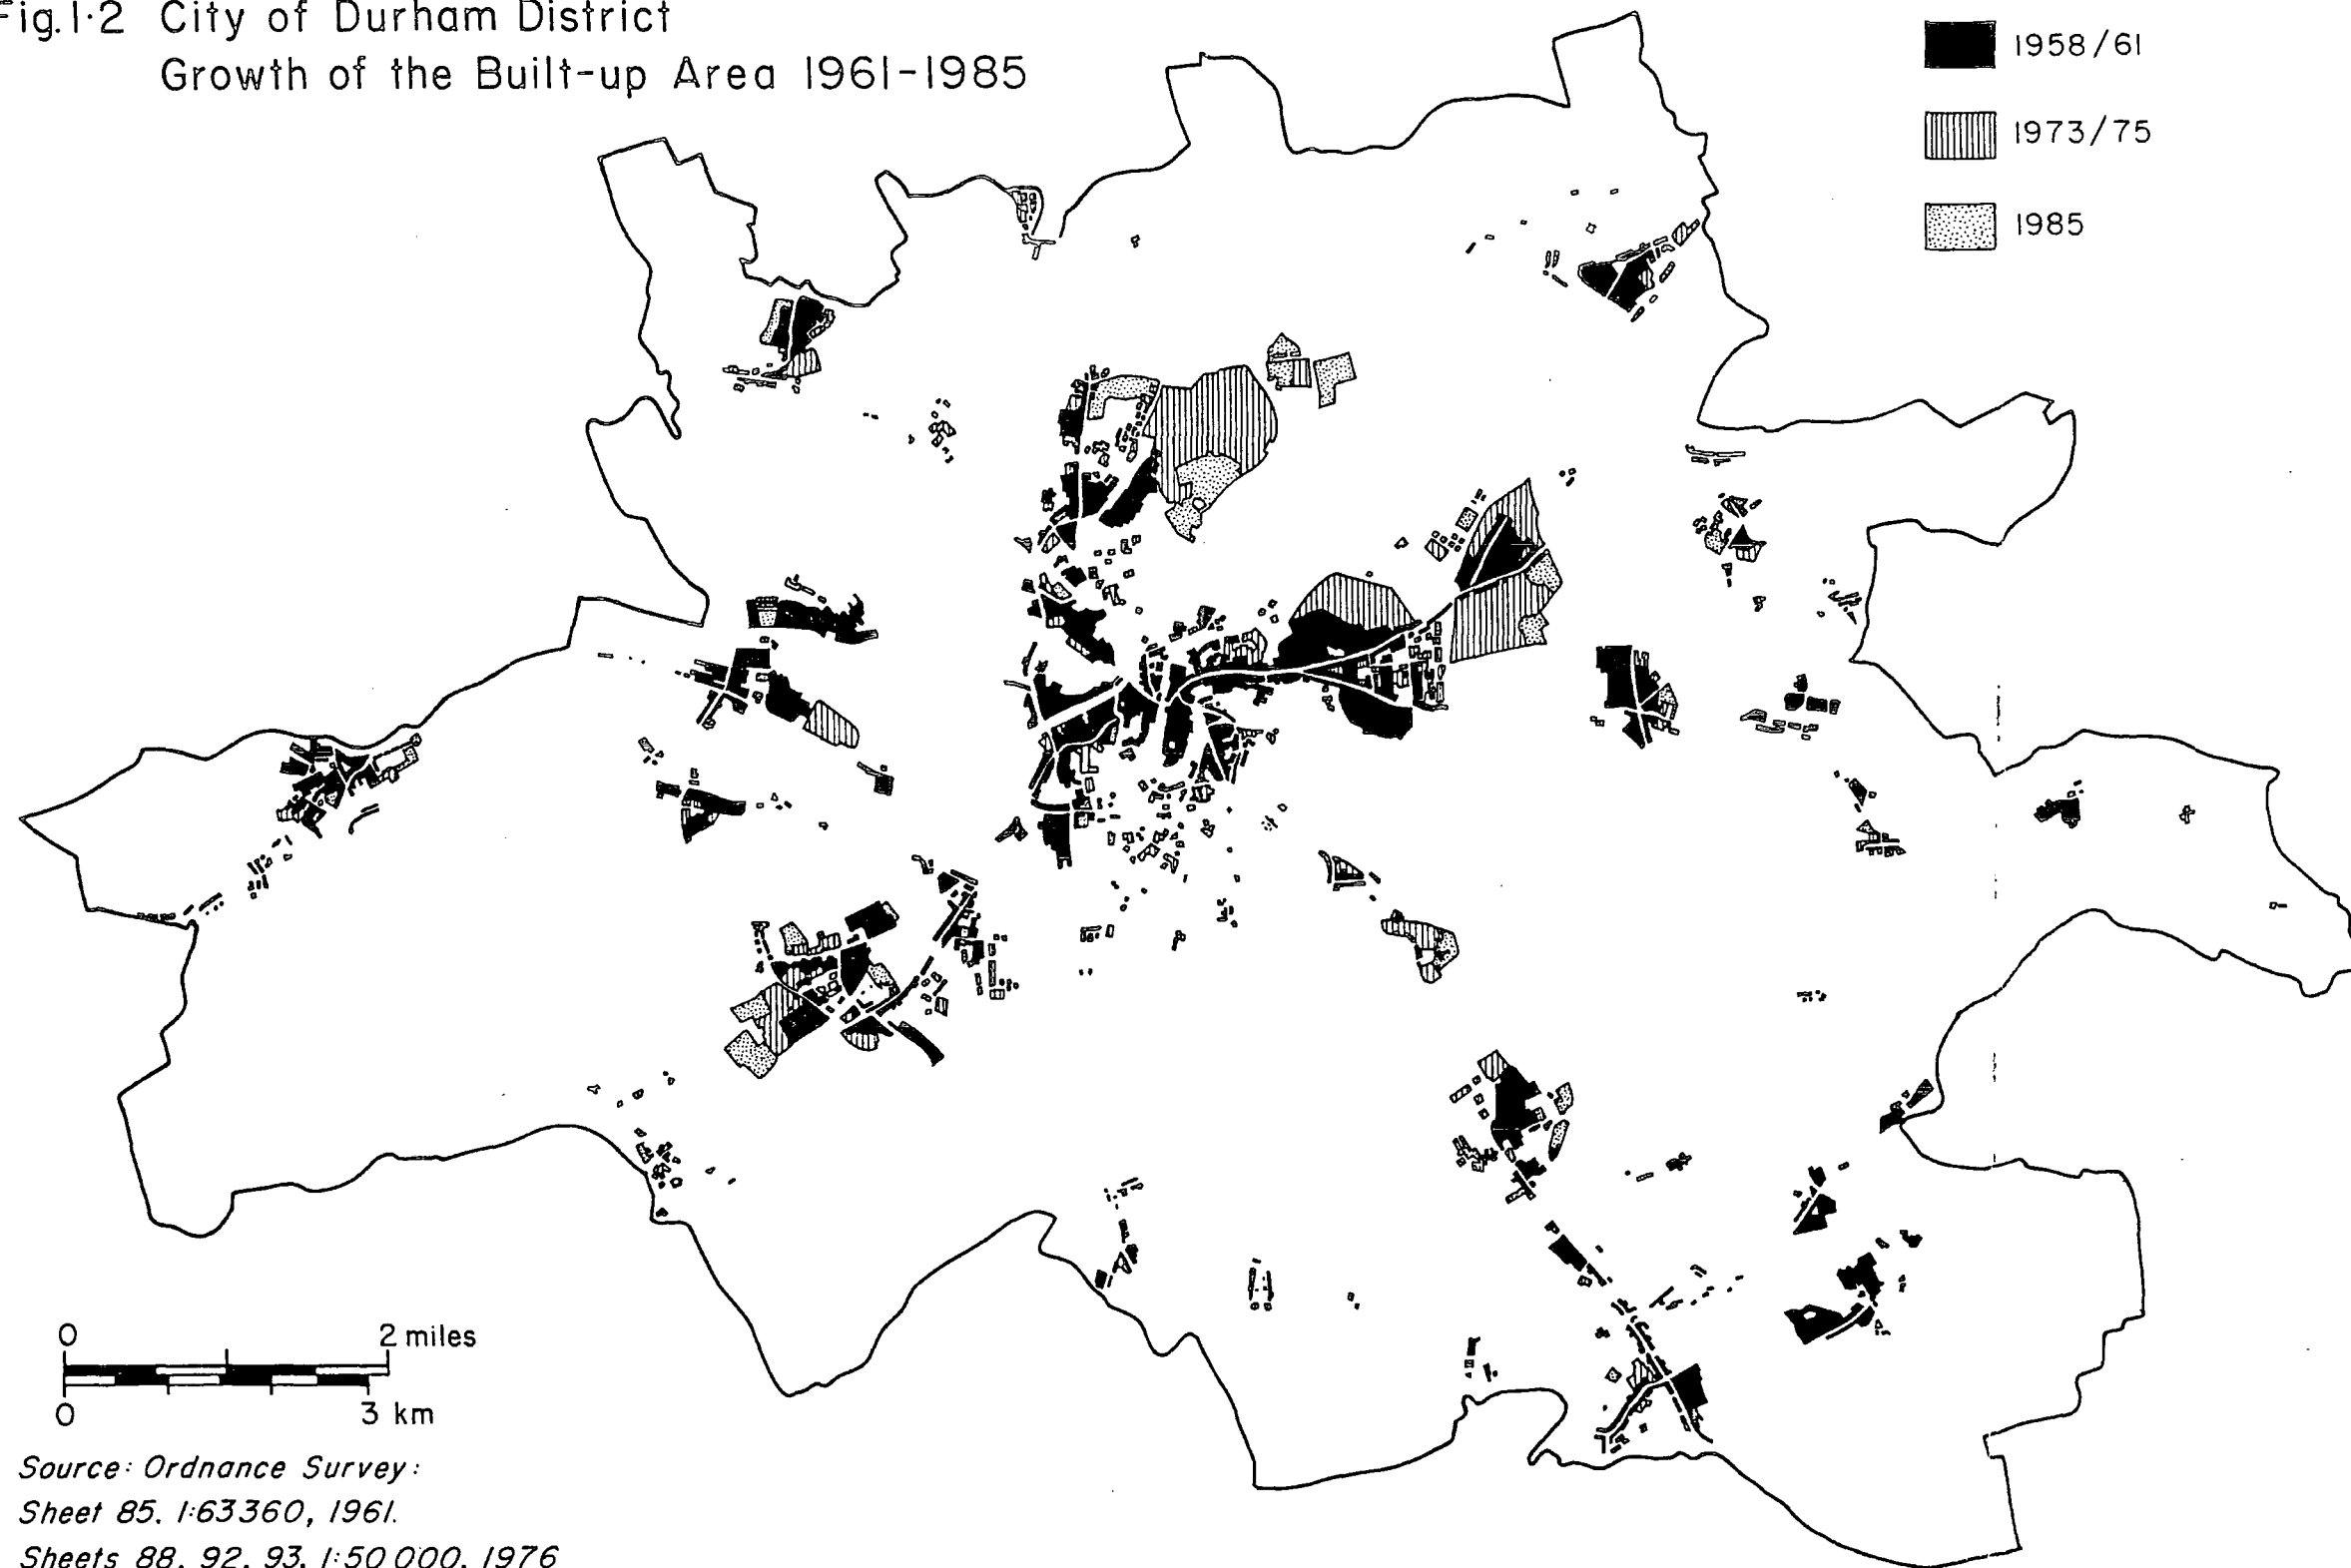 Fig. 1·2 City of Durham District
Growth of the Built-up Area 1961-1985
1958/61
1973/75
1985
0 2 miles
0 3 km
Source: Ordnance Survey:
Sheet 85. 1:63360, 1961.
Sheets 88, 92, 93, 1:50 000, 1976